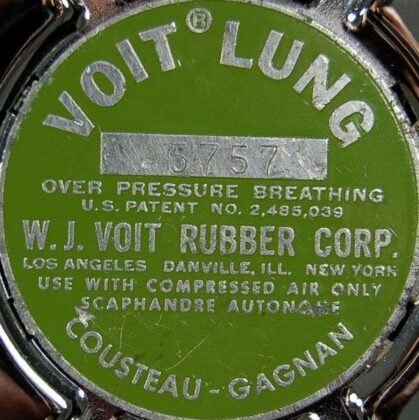 VOIT® LUNG
5757
OVER PRESSURE BREATHING
U.S. PATENT NO. 2,485,039
W. J. VOIT RUBBER CORP.
LOS ANGELES DANVILLE, ILL. NEW YORK
USE WITH COMPRESSED AIR ONLY
SCAPHANDRE AUTONOME
COUSTEAU - GAGNAN